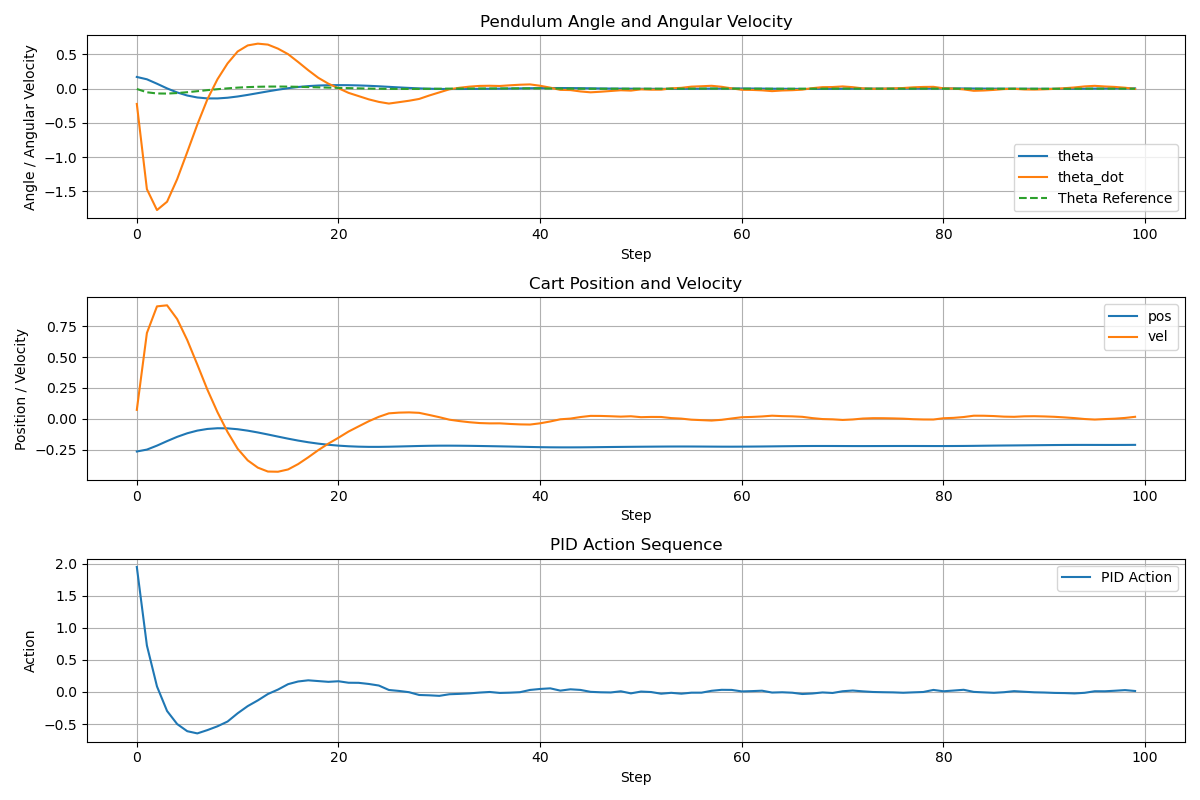 Pendulum Angle and Angular Velocity
Angle / Angular Velocity
0.5
0.0
−0.5
−1.0
−1.5
theta
theta_dot
Theta Reference
0 20 40 60 80 100
Step
Cart Position and Velocity
Position / Velocity
0.75
0.50
0.25
0.00
−0.25
pos
vel
0 20 40 60 80 100
Step
PID Action Sequence
Action
2.0
1.5
1.0
0.5
0.0
−0.5
PID Action
0 20 40 60 80 100
Step